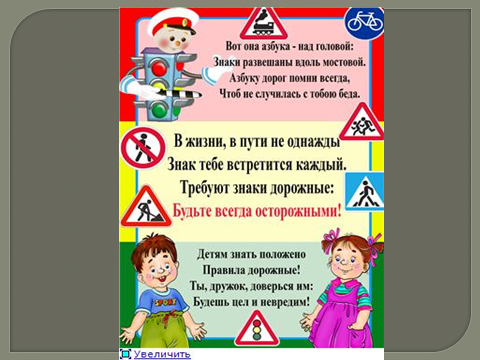 Вот она азбука - над головой:
Знаки развешаны вдоль мостовой.
Азбуку дорог помни всегда,
Чтоб не случилась с тобою беда.
В жизни, в пути не однажды
Знак тебе встретится каждый.
Требуют знаки дорожные:
Будьте всегда осторожными!
Детям знать положено
Правила дорожные!
Ты, дружок, доверься им:
Будешь цел и невредим!
Увеличить